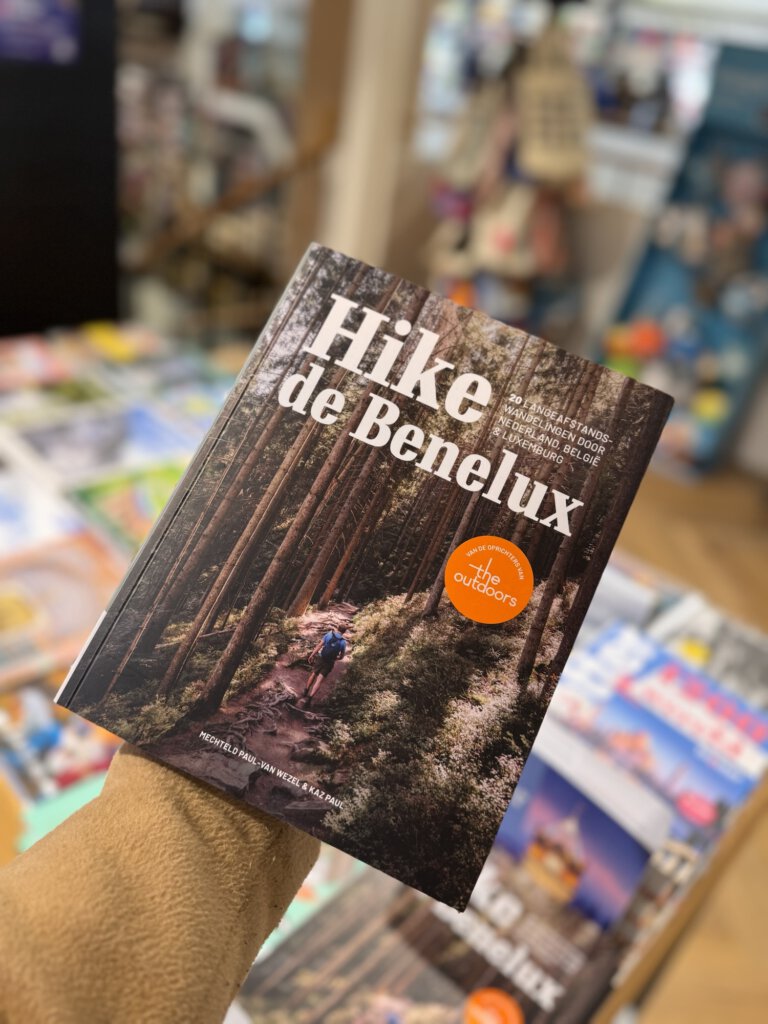 Hike
de Benelux
20 LANGEAFSTANDS-
WANDELINGEN DOOR
NEDERLAND, BELGIË
& LUXEMBURG
VAN DE OPRICHTERS VAN
the
outdoors
MECHTELD PAUL-VAN WEZEL & KAZ PAUL
Benelux